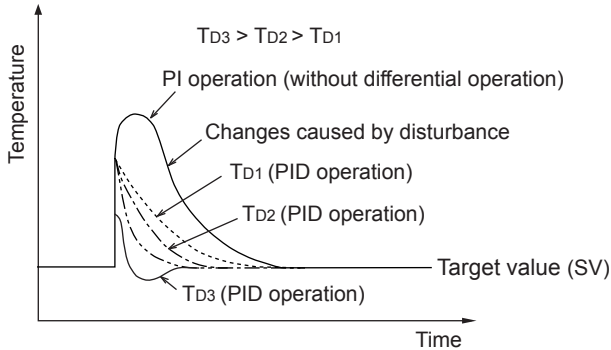 TD3 > TD2 > TD1
PI operation (without differential operation)
Changes caused by disturbance
TD1 (PID operation)
TD2 (PID operation)
Target value (SV)
TD3 (PID operation)
Temperature
Time